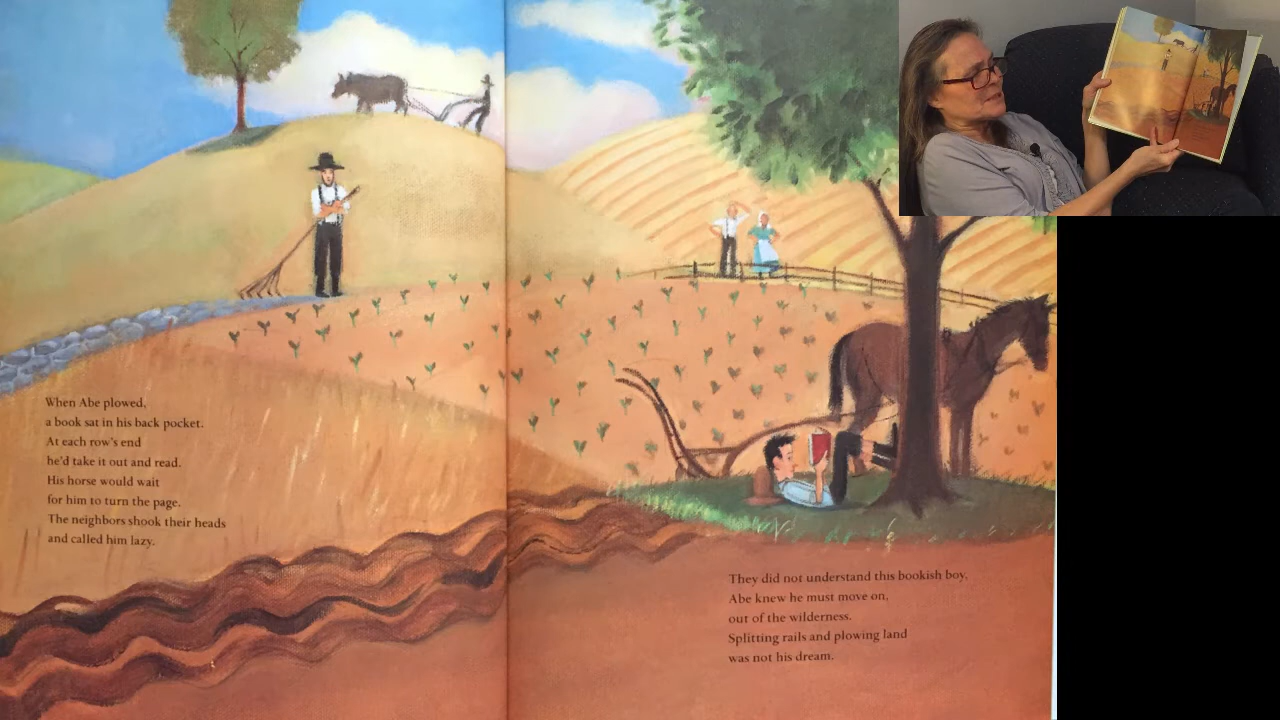 When Abe plowed,
a book sat in his back pocket.
At each row's end
he'd take it out and read.
His horse would wait
for him to turn the page.
The neighbors shook their heads
and called him lazy.
They did not understand this bookish boy.
Abe knew he must move on,
out of the wilderness.
Splitting rails and plowing land
was not his dream.